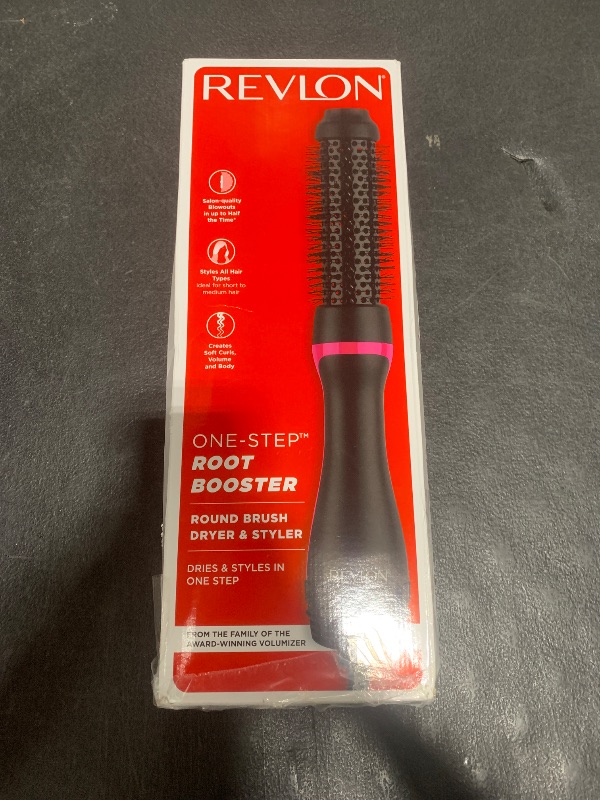 REVLON®
Salon-quality
Blowouts
in up to Half
the Time*
Styles All Hair
Types
Ideal for short to
medium hair
Creates
Soft Curls,
Volume
and Body
ONE-STEP™
ROOT
BOOSTER
ROUND BRUSH
DRYER & STYLER
DRIES & STYLES IN
ONE STEP
REVLON
FROM THE FAMILY OF THE
AWARD-WINNING VOLUMIZER